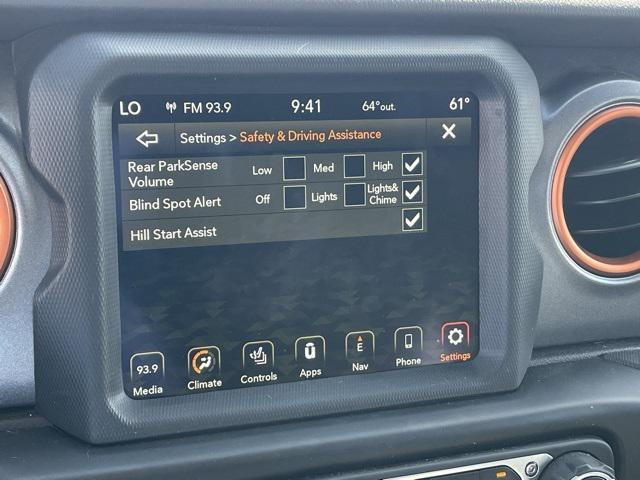 LO FM 93.9 9:41 64°out. 61°
Settings > Safety & Driving Assistance X
Rear ParkSense Low Med High
Volume
Blind Spot Alert Off Lights Lights&
Chime
Hill Start Assist
93.9 E
Media Climate Controls Apps Nav Phone Settings